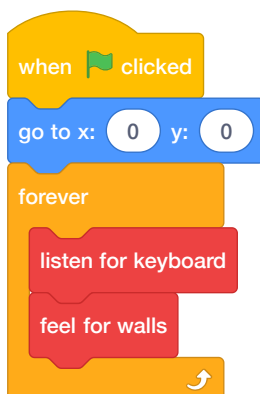 when clicked
go to x: 0 y: 0
forever
listen for keyboard
feel for walls